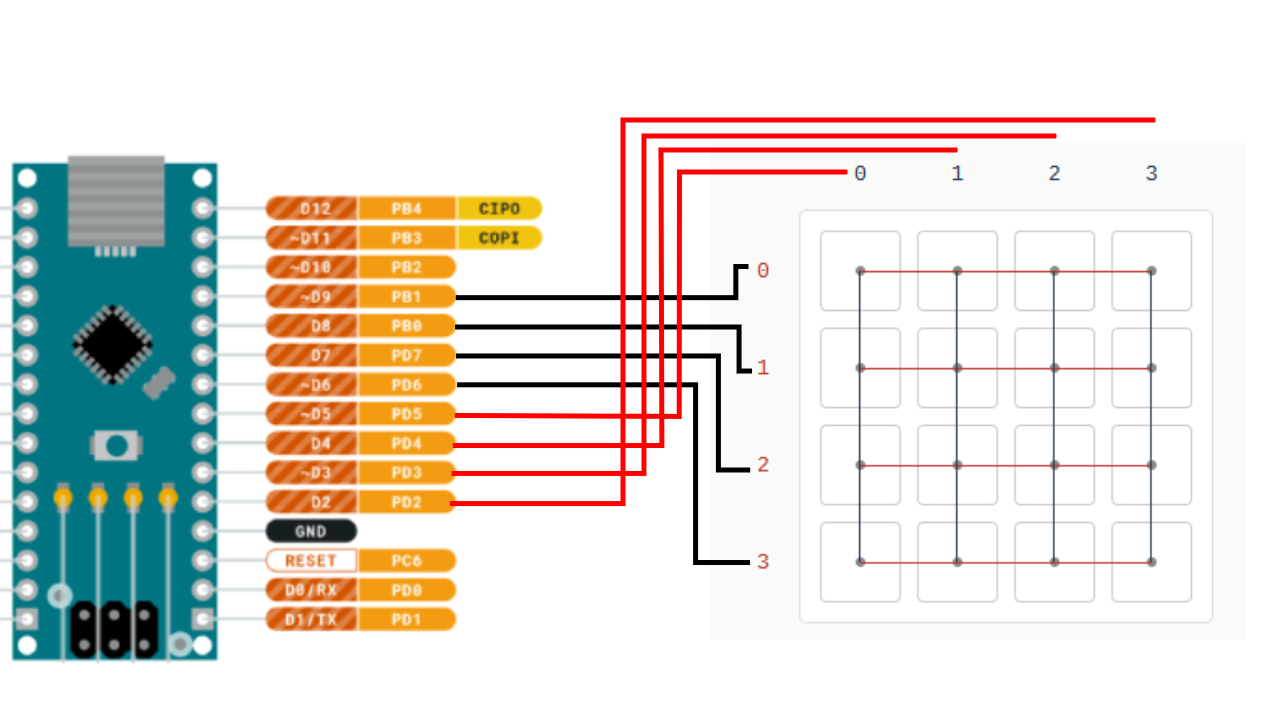 0 1 2 3
D12 PB4 CIPO
~D11 PB3 COPI
~D10 PB2
0
~D9 PB1
D8 PB0
D7 PD7
1
~D6 PD6
~D5 PD5
D4 PD4
2
~D3 PD3
D2 PD2
GND
RESET PC6
3
D0/RX PD0
D1/TX PD1